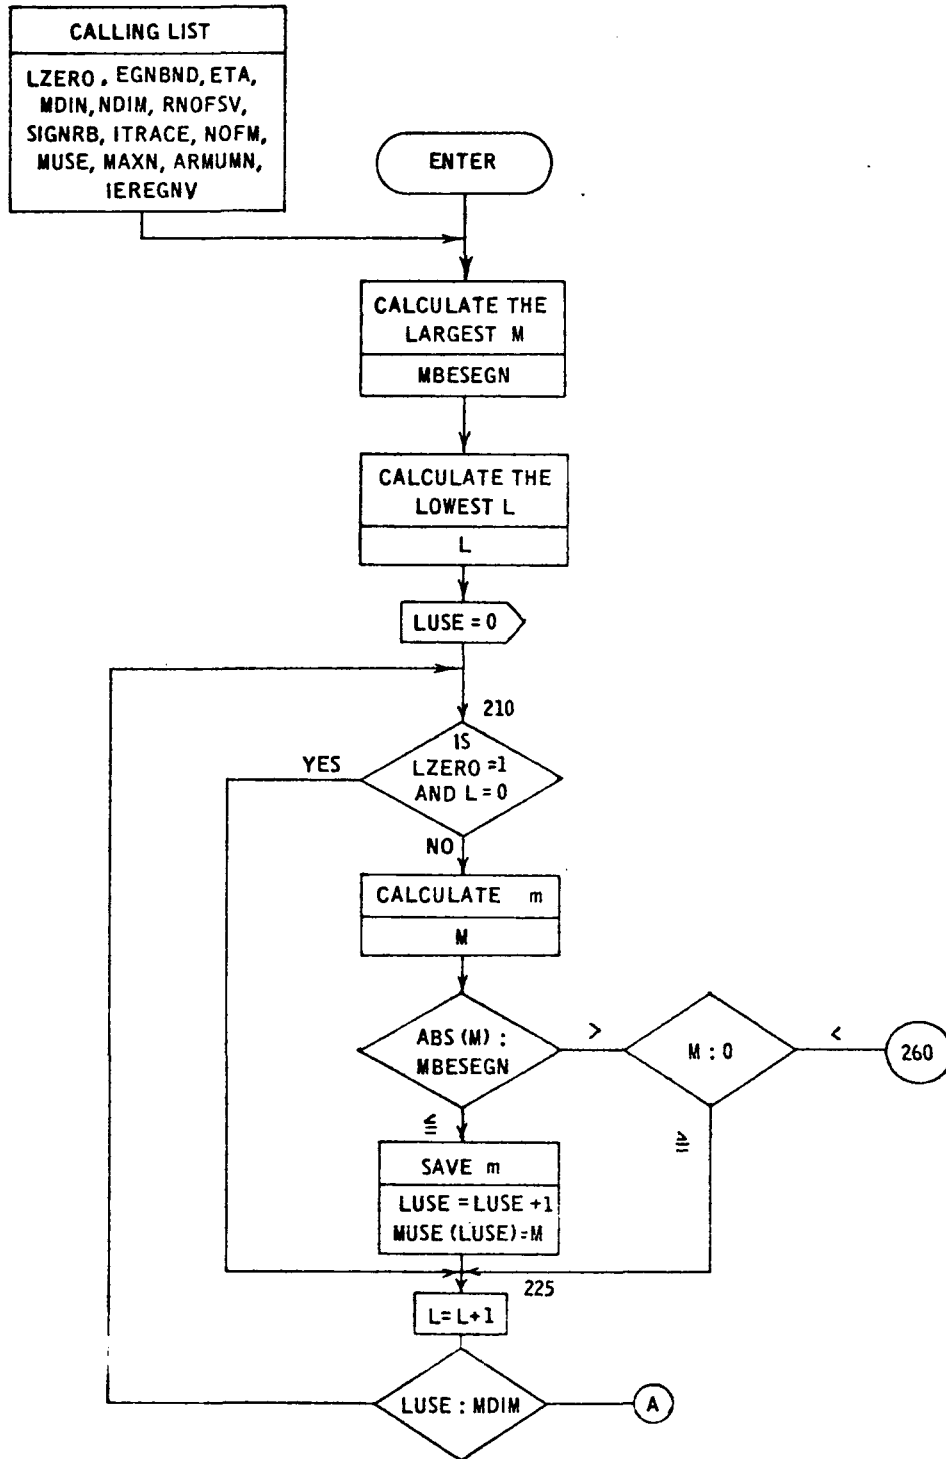 CALLING LIST
LZERO, EGNBND, ETA,
MDIN, NDIM, RNOFSV,
SIGNRB, ITRACE, NOFM,
MUSE, MAXN, ARMUMN,
IEREGNV
ENTER
CALCULATE THE
LARGEST M
MBESEGN
CALCULATE THE
LOWEST L
L
LUSE = 0
210
IS
LZERO = 1
AND L = 0
YES
NO
CALCULATE m
M
ABS (M) :
MBESEGN
>
M : 0
<
260
≦
≧
SAVE m
LUSE = LUSE + 1
MUSE (LUSE) = M
225
L = L + 1
LUSE : MDIM
A